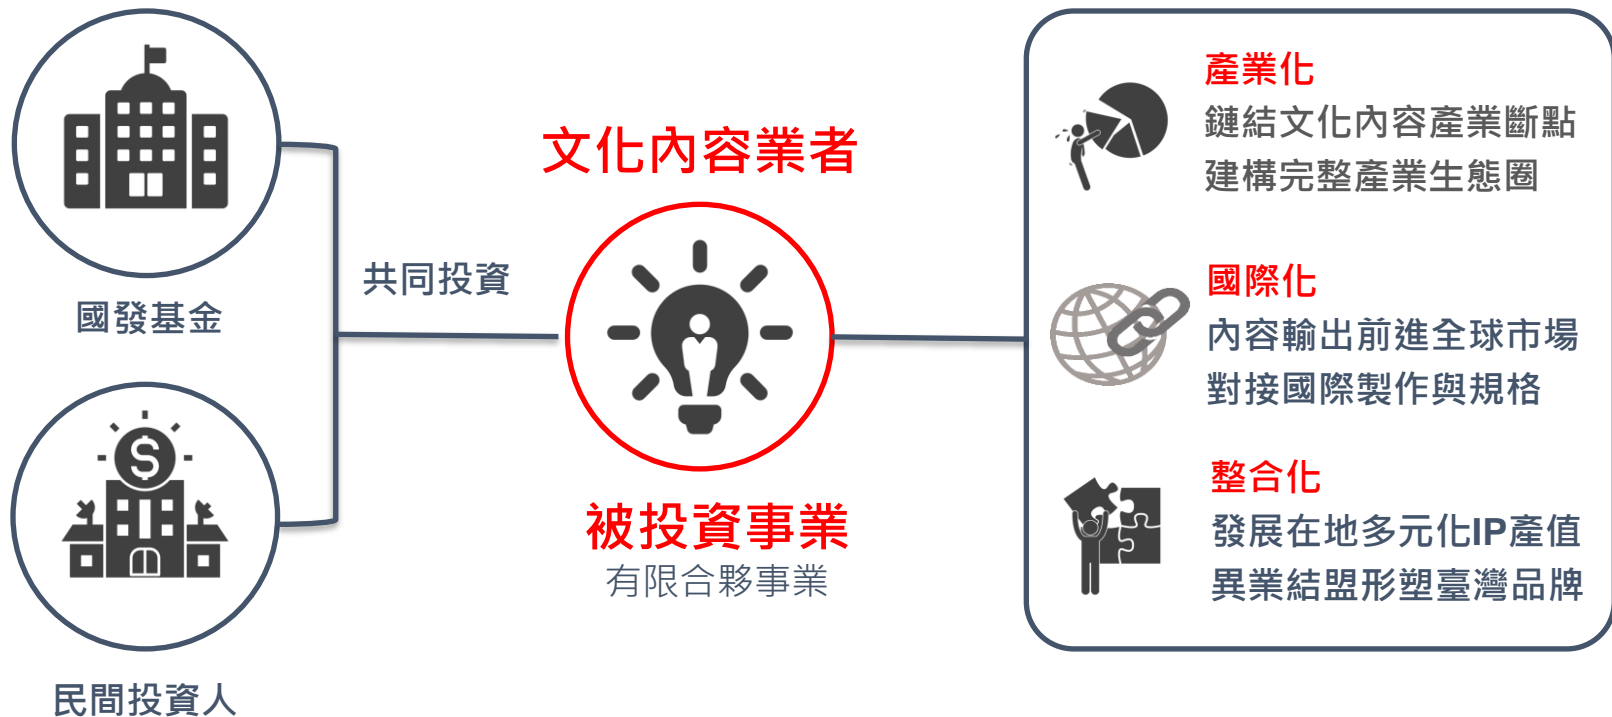 國發基金
民間投資人
共同投資
文化內容業者
被投資事業
有限合夥事業
產業化
鏈結文化內容產業斷點
建構完整產業生態圈
國際化
內容輸出前進全球市場
對接國際製作與規格
整合化
發展在地多元化IP產值
異業結盟形塑臺灣品牌